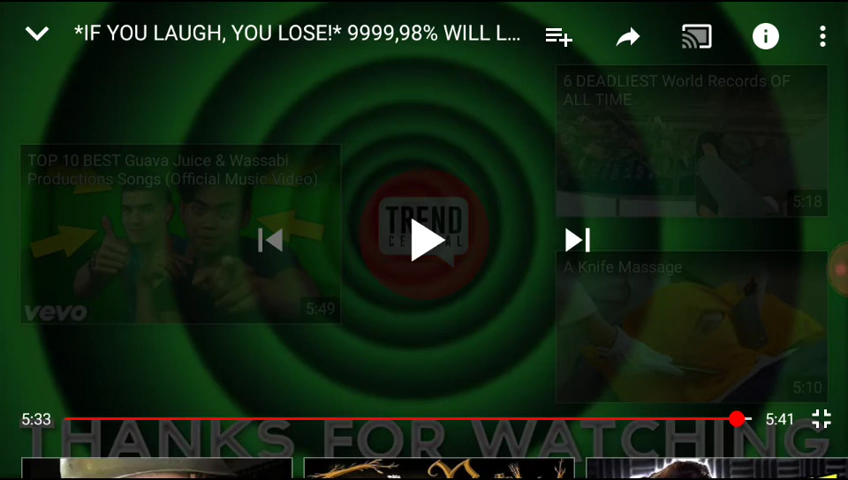 *IF YOU LAUGH, YOU LOSE!* 9999,98% WILL L...
6 DEADLIEST World Records OF
ALL TIME
5:18
TOP 10 BEST Guava Juice & Wassabi
Productions Songs (Official Music Video)
vevo
5:49
TREND
CENTRAL
A Knife Massage
5:10
5:33
5:41
THANKS FOR WATCHING